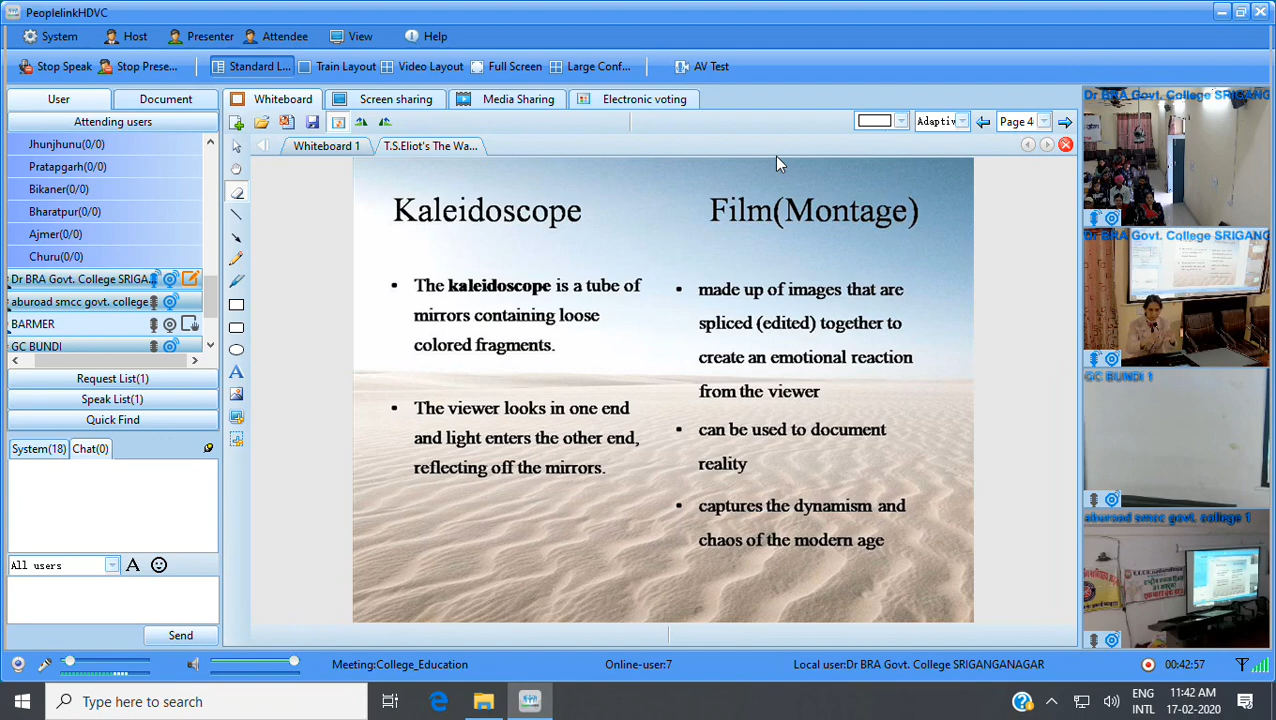 PeoplelinkHDVC
System Host Presenter Attendee View Help
Stop Speak Stop Prese... Standard L... Train Layout Video Layout Full Screen Large Conf... AV Test
User Document Whiteboard Screen sharing Media Sharing Electronic voting
Attending users
Adaptiv Page 4
Whiteboard 1 T.S.Eliot's The Wa...
Jhunjhunu(0/0)
Pratapgarh(0/0)
Bikaner(0/0)
Bharatpur(0/0)
Ajmer(0/0)
Churu(0/0)
Dr BRA Govt. College SRIGA...
aburoad smcc govt. college
BARMER
GC BUNDI
Request List(1)
Speak List(1)
Quick Find
System(18) Chat(0)
All users A
Send
Kaleidoscope
• The kaleidoscope is a tube of
mirrors containing loose
colored fragments.
• The viewer looks in one end
and light enters the other end,
reflecting off the mirrors.
Film(Montage)
• made up of images that are
spliced (edited) together to
create an emotional reaction
from the viewer
• can be used to document
reality
• captures the dynamism and
chaos of the modern age
Dr BRA Govt. College SRIGANG
Dr BRA Govt. College SRIGANG
GC BUNDI 1
aburoad smcc govt. college 1
Meeting:College_Education Online-user:7 Local user:Dr BRA Govt. College SRIGANGANAGAR 00:42:57
Type here to search
ENG
INTL
11:42 AM
17-02-2020